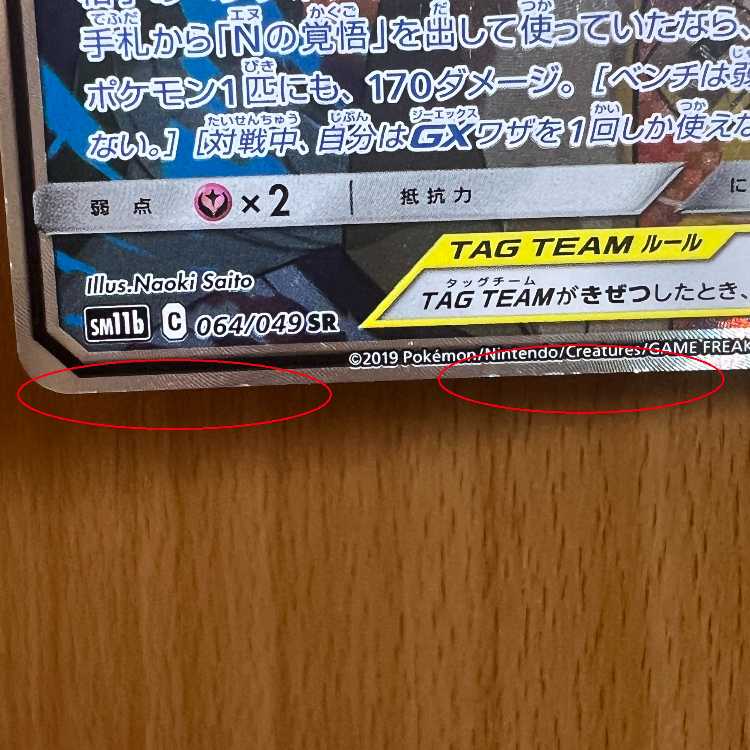 手札から「Nの覚悟」を出して使っていたなら、
ポケモン1匹にも、170ダメージ。［ベンチは弱
ない。］［対戦中、自分はGXワザを1回しか使えな
弱点 ×2 抵抗力 に
TAG TEAM ルール
TAG TEAMがきぜつしたとき、
Illus.Naoki Saito
SM11b C 064/049 SR
©2019 Pokémon/Nintendo/Creatures/GAME FREAK